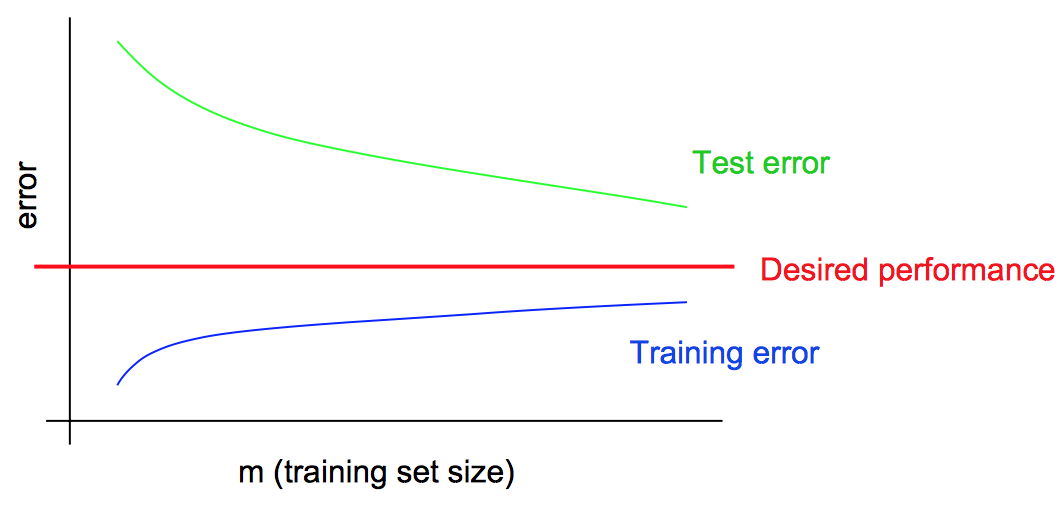 error
Test error
Desired performance
Training error
m (training set size)